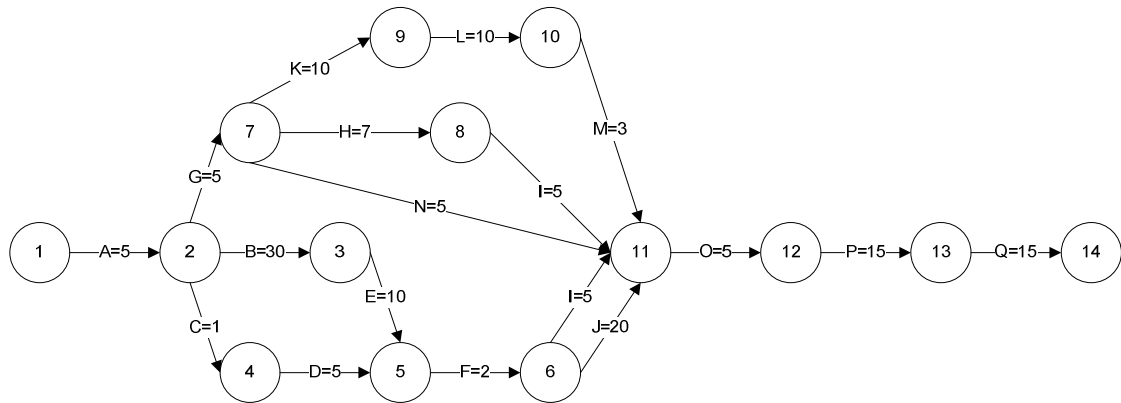 9
L=10
10
K=10
7
H=7
8
M=3
G=5
N=5
I=5
1
A=5
2
B=30
3
11
O=5
12
P=15
13
Q=15
14
E=10
I=5
C=1
J=20
4
D=5
5
F=2
6